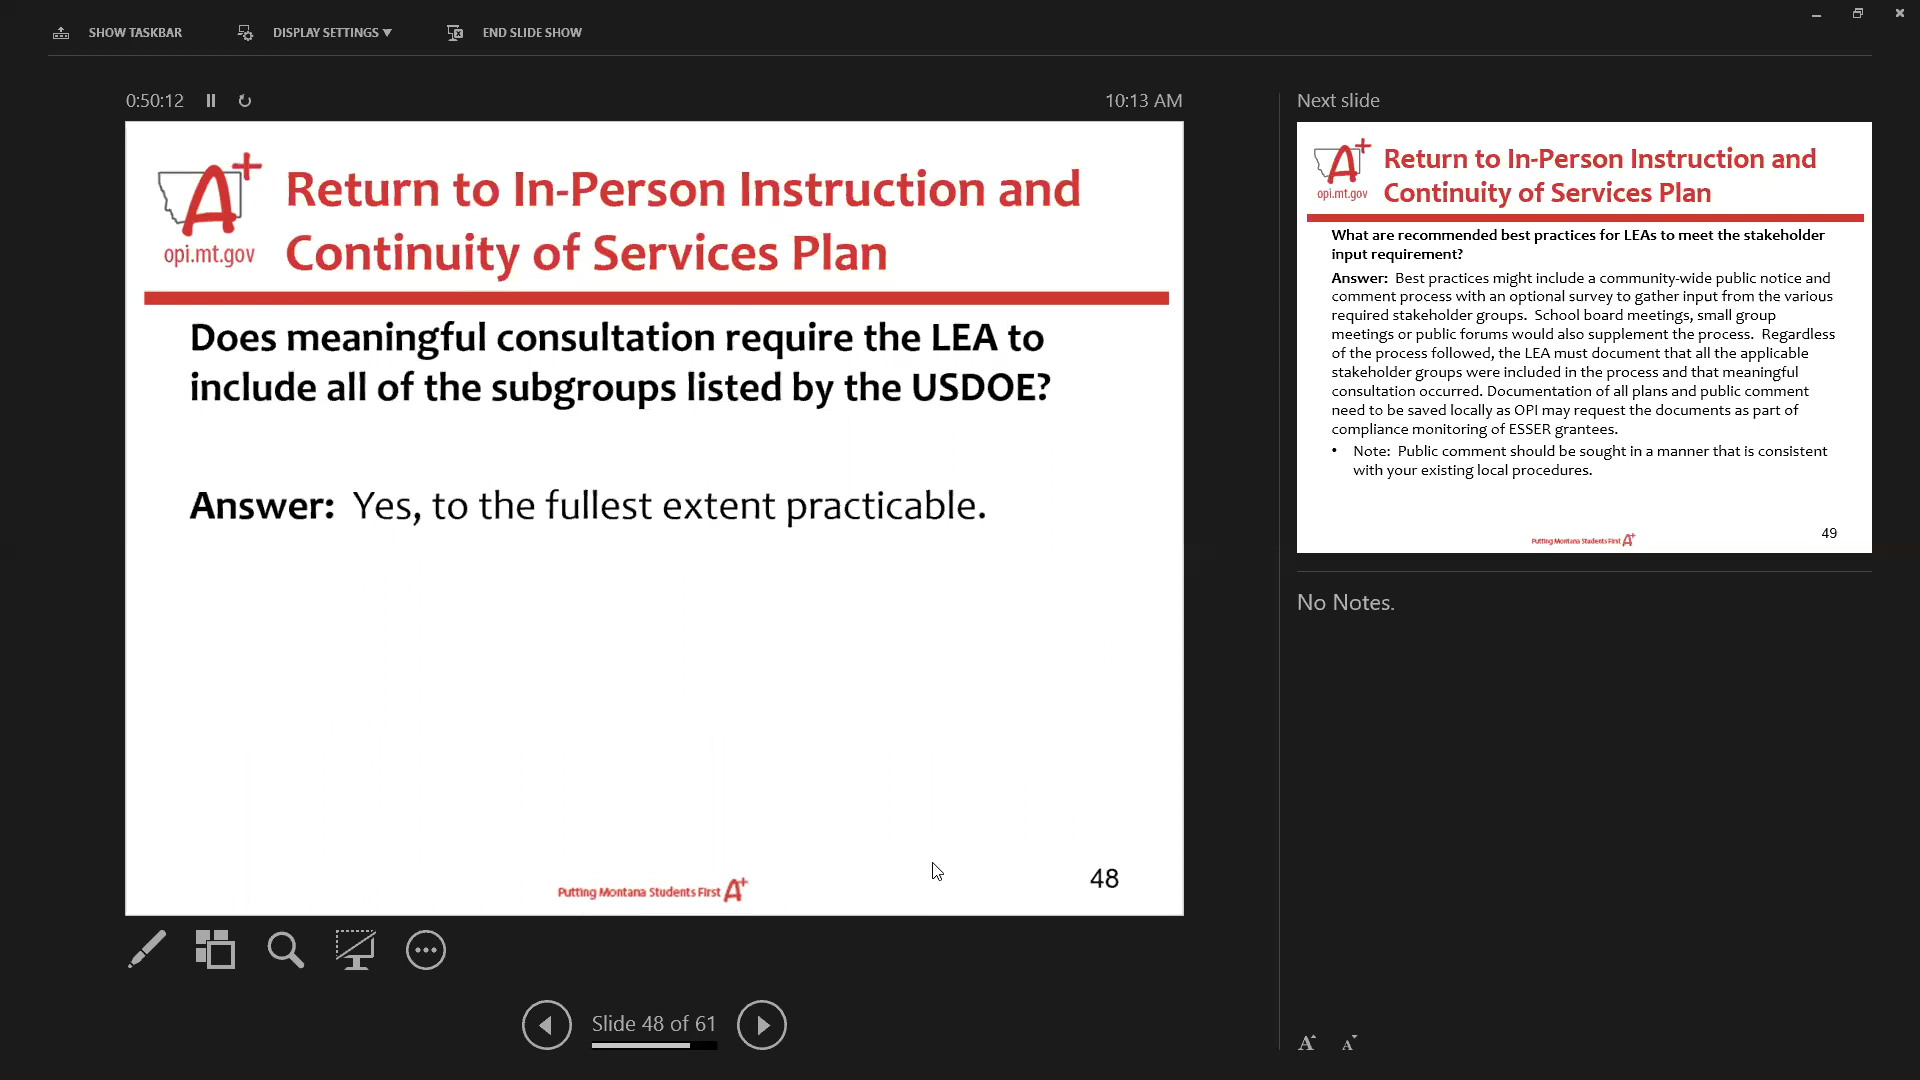 SHOW TASKBAR
DISPLAY SETTINGS ▼
END SLIDE SHOW
0:50:12
10:13 AM
A+
opi.mt.gov
Return to In-Person Instruction and
Continuity of Services Plan
Does meaningful consultation require the LEA to
include all of the subgroups listed by the USDOE?
Answer: Yes, to the fullest extent practicable.
Putting Montana Students First A+
48
Slide 48 of 61
Next slide
A+
opi.mt.gov
Return to In-Person Instruction and
Continuity of Services Plan
What are recommended best practices for LEAs to meet the stakeholder
input requirement?
Answer: Best practices might include a community-wide public notice and
comment process with an optional survey to gather input from the various
required stakeholder groups. School board meetings, small group
meetings or public forums would also supplement the process. Regardless
of the process followed, the LEA must document that all the applicable
stakeholder groups were included in the process and that meaningful
consultation occurred. Documentation of all plans and public comment
need to be saved locally as OPI may request the documents as part of
compliance monitoring of ESSER grantees.
• Note: Public comment should be sought in a manner that is consistent
with your existing local procedures.
Putting Montana Students First A+
49
No Notes.
A A